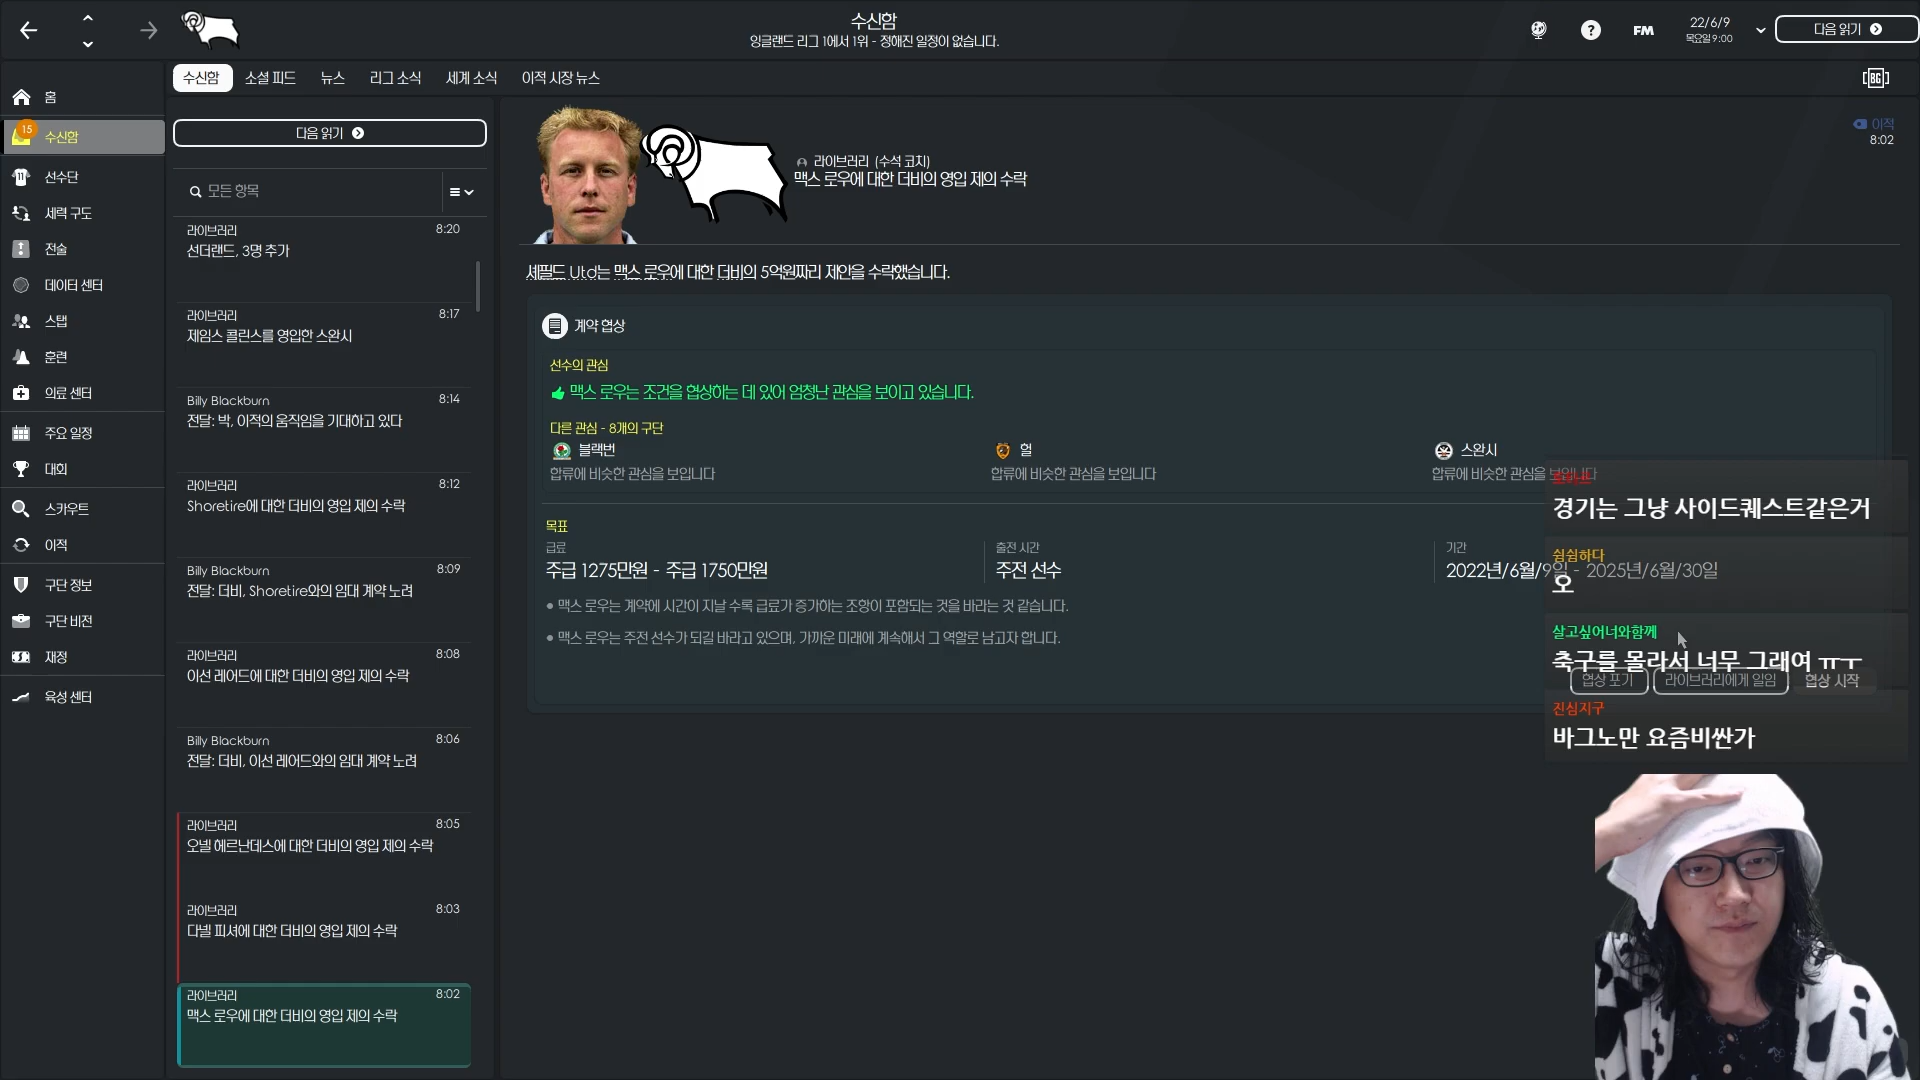 수신함
잉글랜드 리그 1에서 1위 - 정해진 일정이 없습니다.
FM
22/6/9
목요일 9:00
다음 읽기
홈
15
수신함
선수단
세력 구도
전술
데이터 센터
스탭
훈련
의료 센터
주요 일정
대회
스카우트
이적
구단 정보
구단 비전
재정
육성 센터
수신함
소셜 피드
뉴스
리그 소식
세계 소식
이적 시장 뉴스
BG
다음 읽기
모든 항목
라이브러리
8:20
선더랜드, 3명 추가
라이브러리
8:17
제임스 콜린스를 영입한 스완시
Billy Blackburn
8:14
전달: 박, 이적의 움직임을 기대하고 있다
라이브러리
8:12
Shoretire에 대한 더비의 영입 제의 수락
Billy Blackburn
8:09
전달: 더비, Shoretire와의 임대 계약 노려
라이브러리
8:08
이선 레어드에 대한 더비의 영입 제의 수락
Billy Blackburn
8:06
전달: 더비, 이선 레어드와의 임대 계약 노려
라이브러리
8:05
오넬 에르난데스에 대한 더비의 영입 제의 수락
라이브러리
8:03
다넬 피셔에 대한 더비의 영입 제의 수락
라이브러리
8:02
맥스 로우에 대한 더비의 영입 제의 수락
라이브러리 (수석 코치)
맥스 로우에 대한 더비의 영입 제의 수락
이적
8:02
셰필드 Utd는 맥스 로우에 대한 더비의 5억원짜리 제안을 수락했습니다.
계약 협상
선수의 관심
맥스 로우는 조건을 협상하는 데 있어 엄청난 관심을 보이고 있습니다.
다른 관심 - 8개의 구단
블랙번
합류에 비슷한 관심을 보입니다
헐
합류에 비슷한 관심을 보입니다
스완시
합류에 비슷한 관심을 보입니다
목표
급료
주급 1275만원 - 주급 1750만원
출전 시간
주전 선수
기간
2022년/6월/9일 - 2025년/6월/30일
• 맥스 로우는 계약에 시간이 지날 수록 급료가 증가하는 조항이 포함되는 것을 바라는 것 같습니다.
• 맥스 로우는 주전 선수가 되길 바라고 있으며, 가까운 미래에 계속해서 그 역할로 남고자 합니다.
협상 포기
라이브러리에게 일임
협상 시작
경기는 그냥 사이드퀘스트같은거
쉼쉼하다
오
살고싶어너와함께
축구를 몰라서 너무 그래여 ㅠㅜ
진심지구
바그노만 요즘비싼가